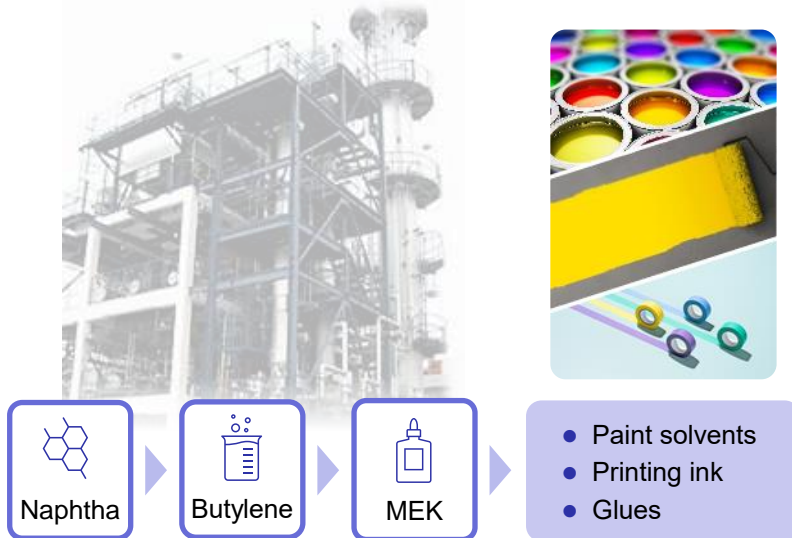 Naphtha
Butylene
MEK
Paint solvents
Printing ink
Glues